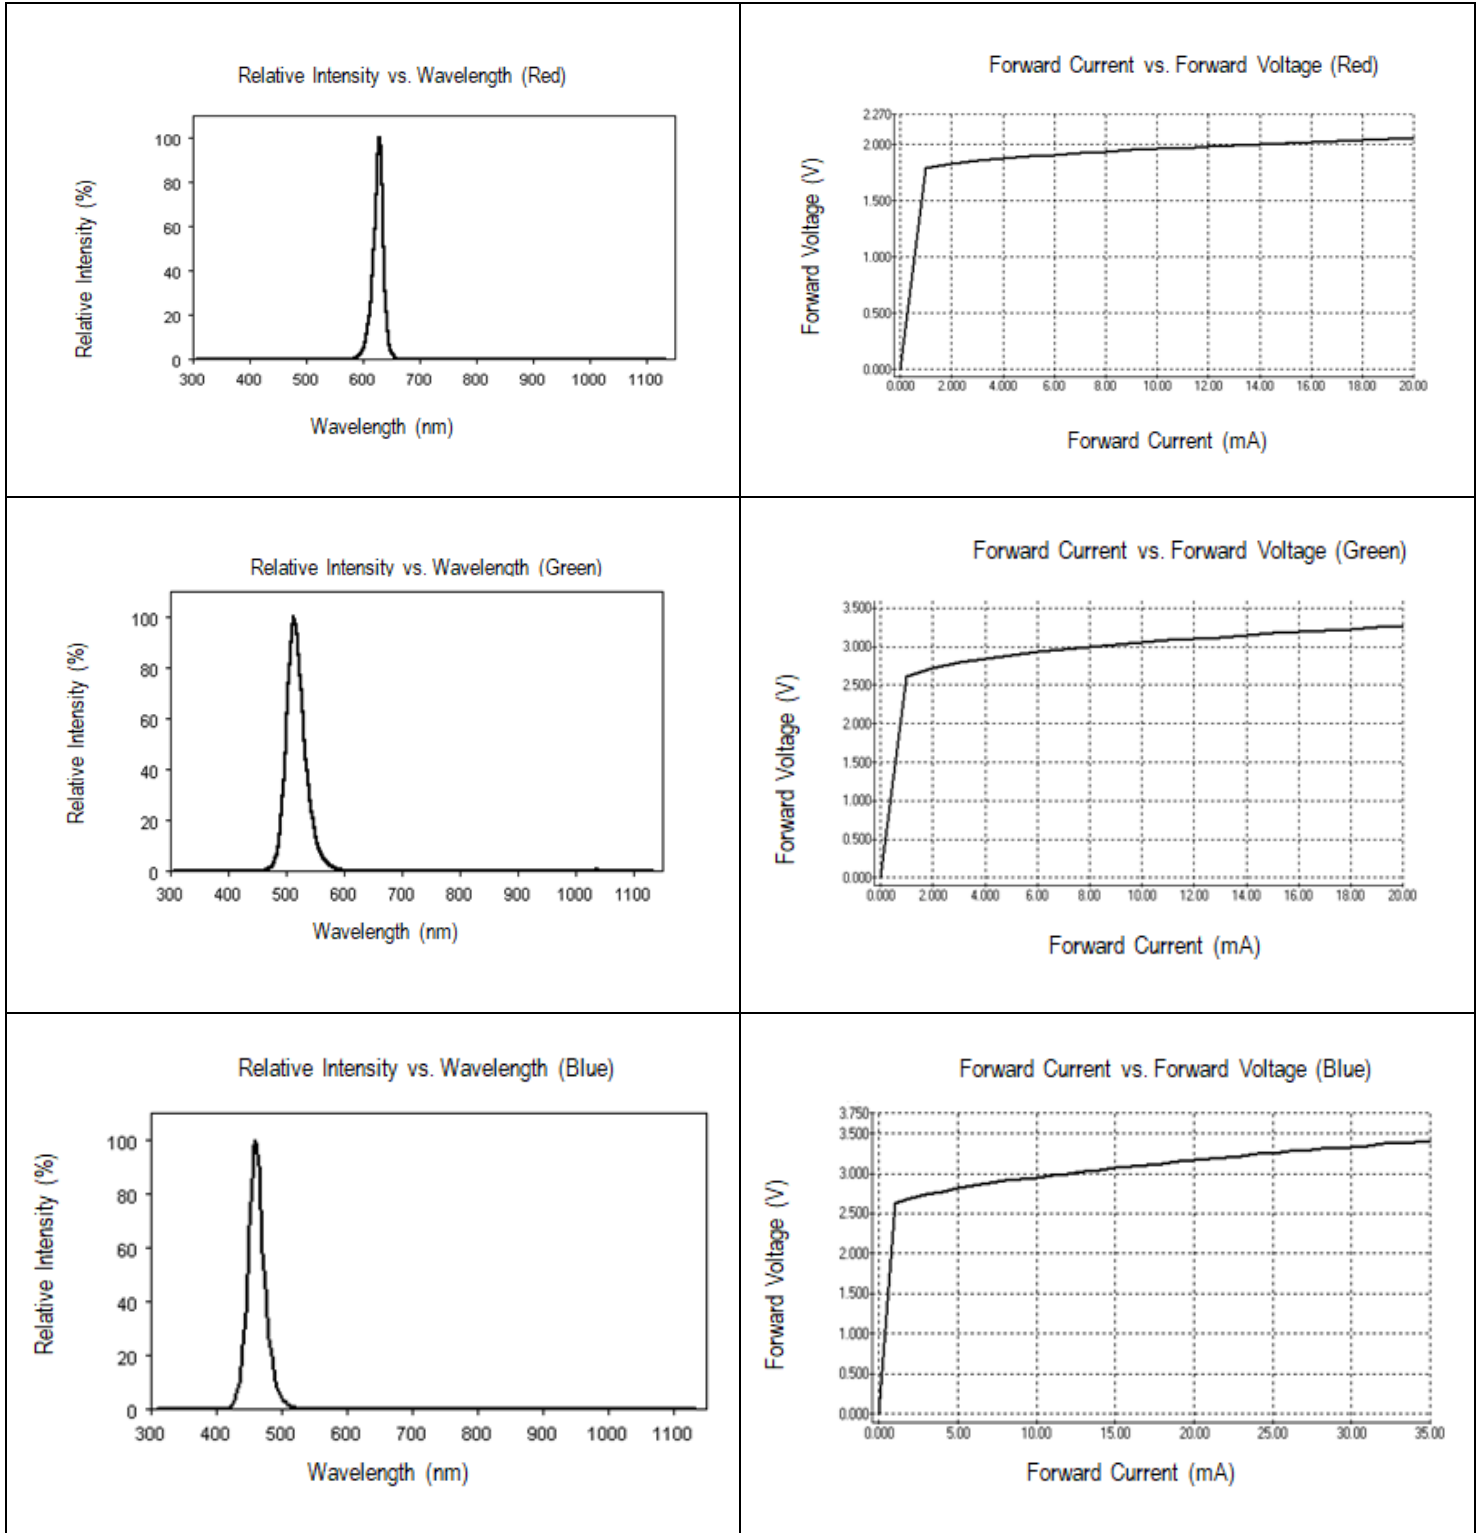 Relative Intensity vs. Wavelength (Red)
Relative Intensity (%)
100
80
60
40
20
0
300 400 500 600 700 800 900 1000 1100
Wavelength (nm)
Forward Current vs. Forward Voltage (Red)
Forward Voltage (V)
2.270
2.000
1.500
1.000
0.500
0.000
0.000 2.000 4.000 6.00 8.00 10.00 12.00 14.00 16.00 18.00 20.00
Forward Current (mA)
Relative Intensity vs. Wavelength (Green)
Relative Intensity (%)
100
80
60
40
20
0
300 400 500 600 700 800 900 1000 1100
Wavelength (nm)
Forward Current vs. Forward Voltage (Green)
Forward Voltage (V)
3.500
3.000
2.500
2.000
1.500
1.000
0.500
0.000
0.000 2.000 4.000 6.00 8.00 10.00 12.00 14.00 16.00 18.00 20.00
Forward Current (mA)
Relative Intensity vs. Wavelength (Blue)
Relative Intensity (%)
100
80
60
40
20
0
300 400 500 600 700 800 900 1000 1100
Wavelength (nm)
Forward Current vs. Forward Voltage (Blue)
Forward Voltage (V)
3.750
3.500
3.000
2.500
2.000
1.500
1.000
0.500
0.000
0.000 5.00 10.00 15.00 20.00 25.00 30.00 35.00
Forward Current (mA)